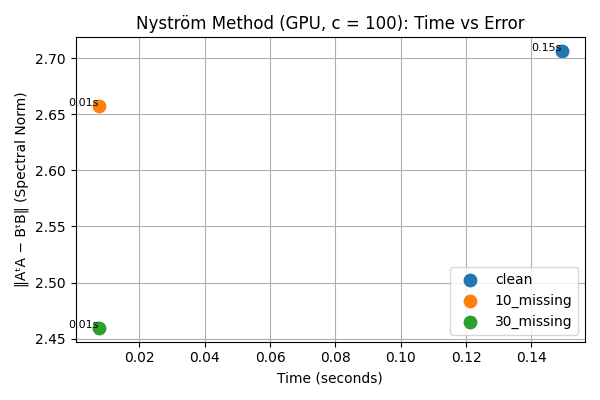 Nyström Method (GPU, c = 100): Time vs Error
0.15s
0.01s
0.01s
2.70
2.65
2.60
2.55
2.50
2.45
‖AᵗA − BᵗB‖ (Spectral Norm)
clean
10_missing
30_missing
0.02
0.04
0.06
0.08
0.10
0.12
0.14
Time (seconds)